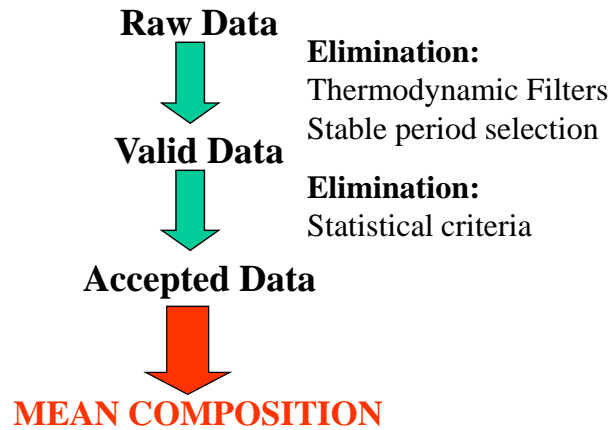 Raw Data
Elimination:
Thermodynamic Filters
Stable period selection
Valid Data
Elimination:
Statistical criteria
Accepted Data
MEAN COMPOSITION